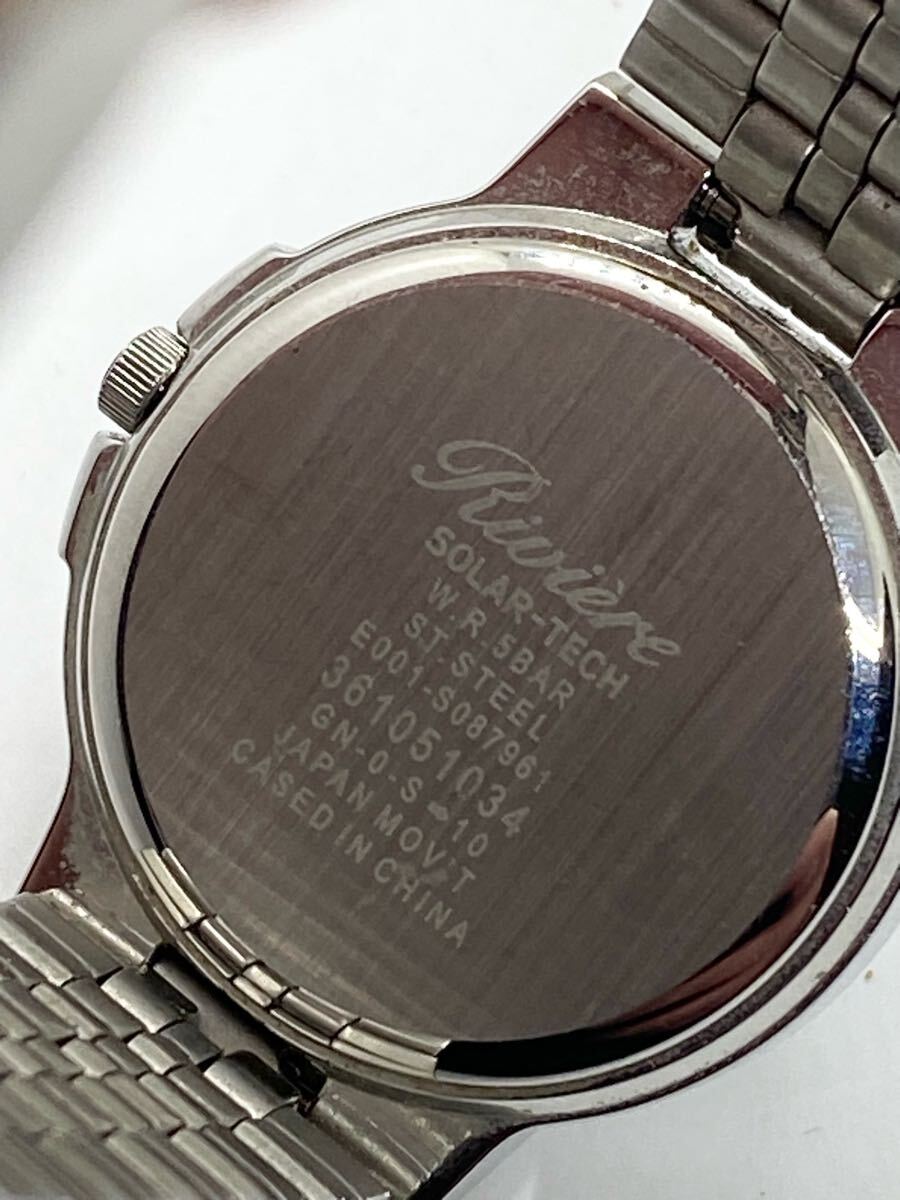 Rivière
SOLAR-TECH
W.R.5BAR
ST.STEEL
E001-S087961
361051034
GN-0-S-10
JAPAN MOV'T
CASED IN CHINA